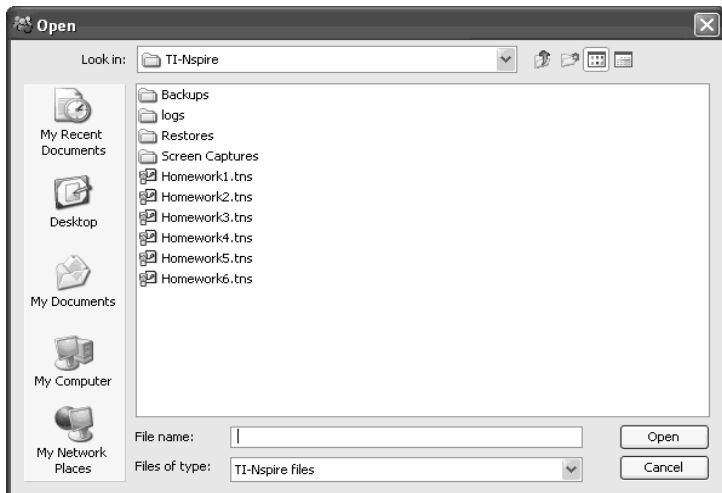 Open
Look in: TI-Nspire
My Recent
Documents
Desktop
My Documents
My Computer
My Network
Places
Backups
logs
Restores
Screen Captures
Homework1.tns
Homework2.tns
Homework3.tns
Homework4.tns
Homework5.tns
Homework6.tns
File name: Open
Files of type: TI-Nspire files Cancel